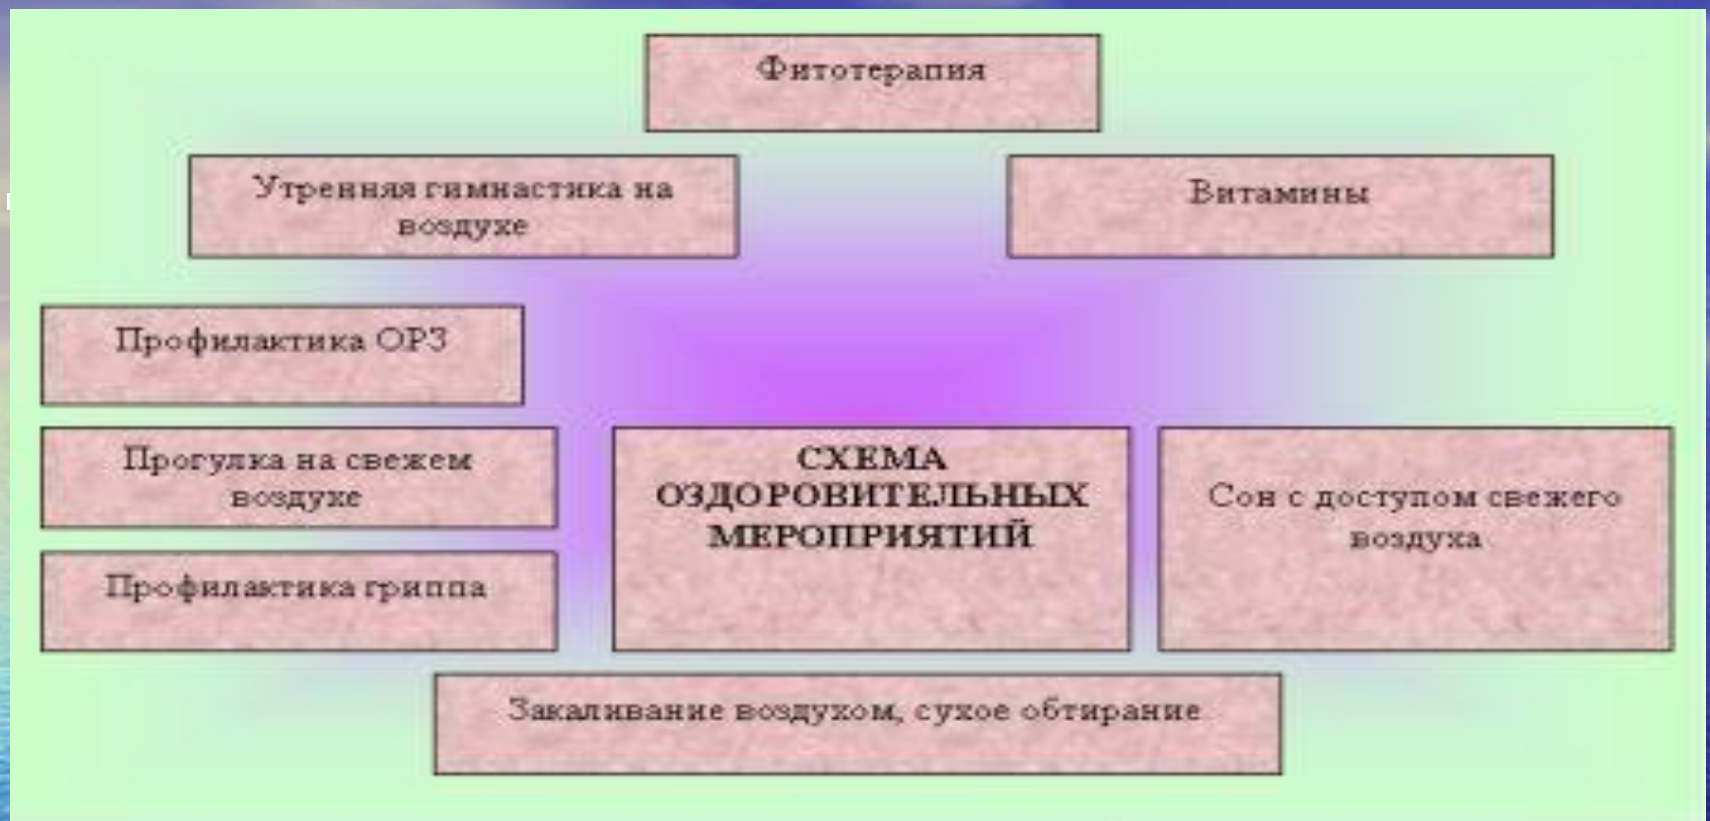 Фитотерапия
Утренняя гимнастика на
воздухе
Витамины
Профилактика ОРЗ
Прогулка на свежем
воздухе
СХЕМА
ОЗДОРОВИТЕЛЬНЫХ
МЕРОПРИЯТИЙ
Сон с доступом свежего
воздуха
Профилактика гриппа
Закаливание воздухом, сухое обтирание